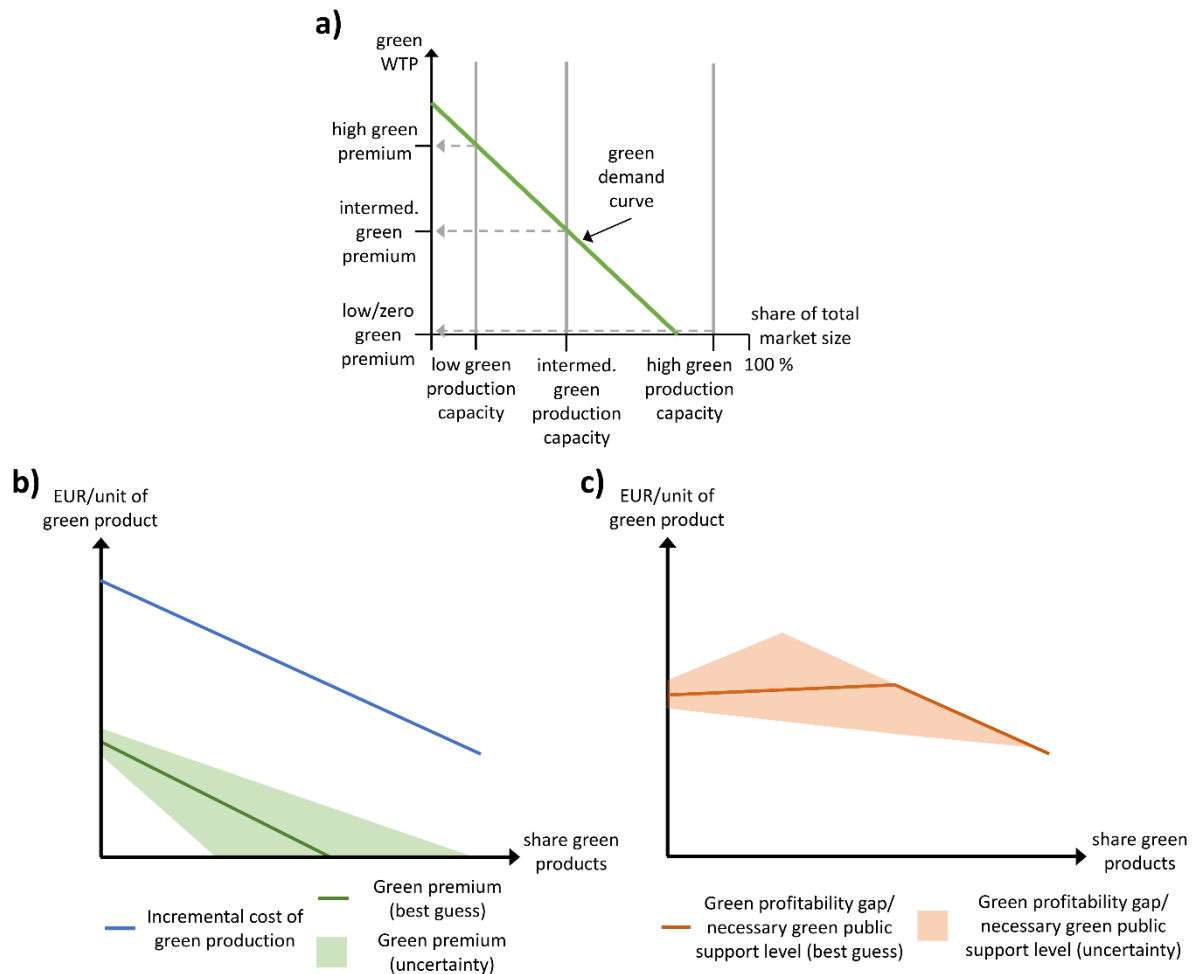 a)
green
WTP
high green
premium
intermed.
green
premium
low/zero
green
premium
green
demand
curve
share of total
market size
100 %
low green
production
capacity
intermed.
green
production
capacity
high green
production
capacity
b)
EUR/unit of
green product
share green
products
Incremental cost of
green production
Green premium
(best guess)
Green premium
(uncertainty)
c)
EUR/unit of
green product
share green
products
Green profitability gap/
necessary green public
support level (best guess)
Green profitability gap/
necessary green public
support level (uncertainty)